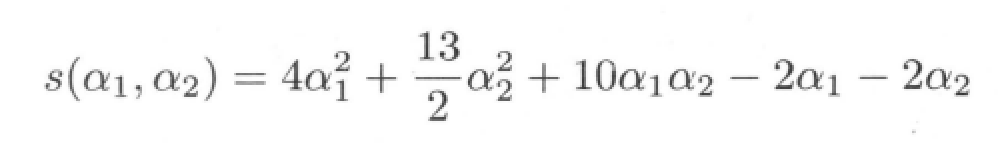 s(α₁, α₂) = 4α₁² + 13/2 α₂² + 10α₁α₂ − 2α₁ − 2α₂